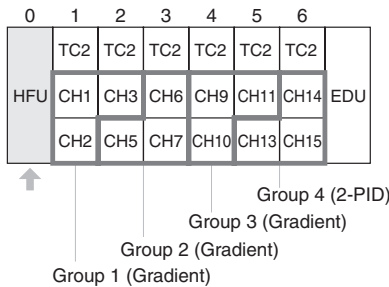 0 1 2 3 4 5 6
TC2 TC2 TC2 TC2 TC2 TC2
HFU CH1 CH3 CH6 CH9 CH11 CH14 EDU
CH2 CH5 CH7 CH10 CH13 CH15
Group 4 (2-PID)
Group 3 (Gradient)
Group 2 (Gradient)
Group 1 (Gradient)